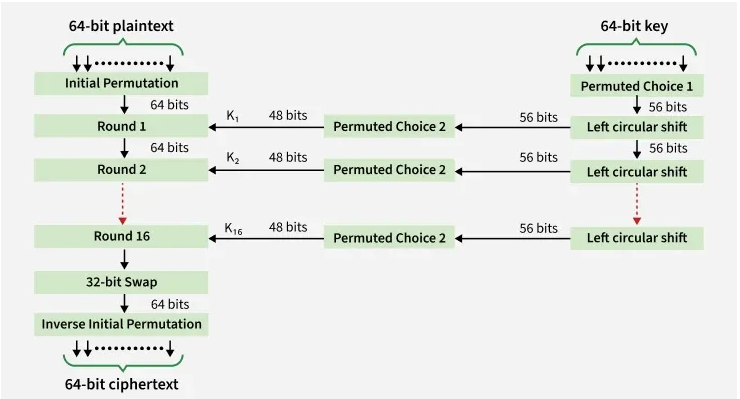 64-bit plaintext
64-bit key
Initial Permutation
Permuted Choice 1
64 bits
56 bits
Round 1
K₁
48 bits
Permuted Choice 2
56 bits
Left circular shift
64 bits
56 bits
Round 2
K₂
48 bits
Permuted Choice 2
56 bits
Left circular shift
Round 16
K₁₆
48 bits
Permuted Choice 2
56 bits
Left circular shift
32-bit Swap
64 bits
Inverse Initial Permutation
64-bit ciphertext